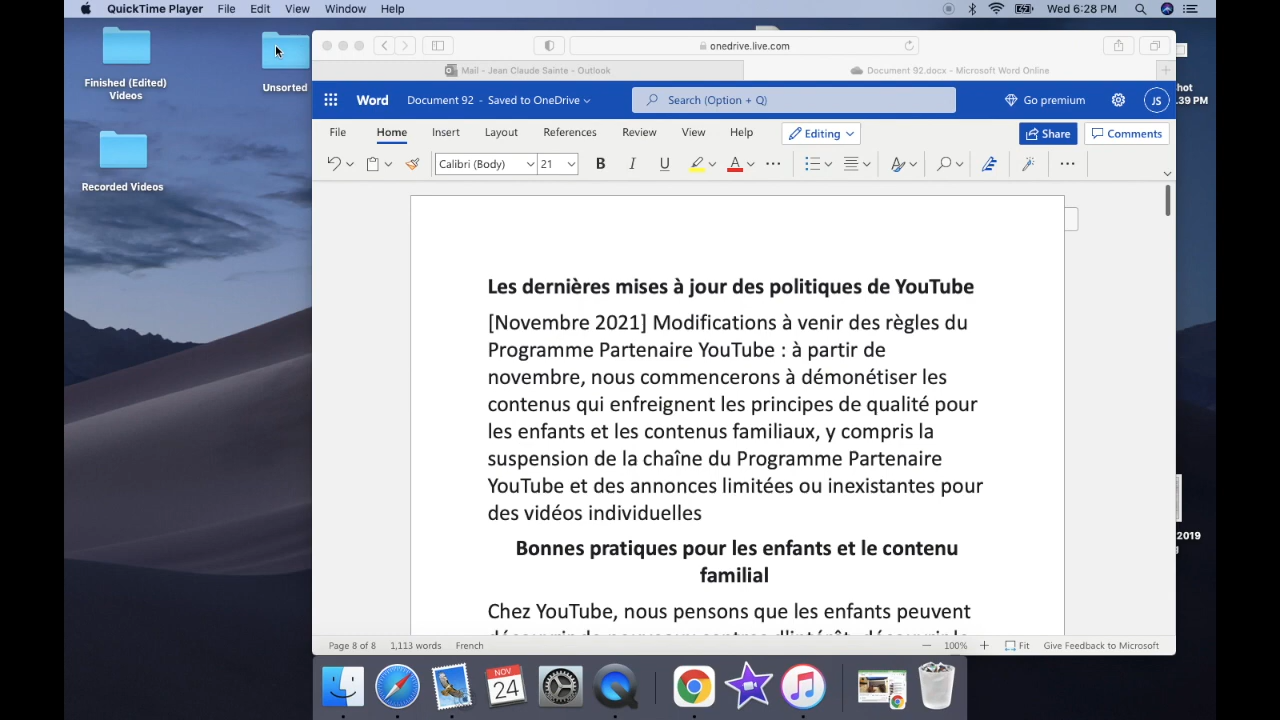 QuickTime Player File Edit View Window Help
Wed 6:28 PM
Finished (Edited)
Videos
Unsorted
Recorded Videos
onedrive.live.com
Mail - Jean Claude Sainte - Outlook
Document 92.docx - Microsoft Word Online
Word Document 92 - Saved to OneDrive
Search (Option + Q)
Go premium
JS
File Home Insert Layout References Review View Help
Editing
Share
Comments
Calibri (Body) 21 B I U A
Les dernières mises à jour des politiques de YouTube
[Novembre 2021] Modifications à venir des règles du
Programme Partenaire YouTube : à partir de
novembre, nous commencerons à démonétiser les
contenus qui enfreignent les principes de qualité pour
les enfants et les contenus familiaux, y compris la
suspension de la chaîne du Programme Partenaire
YouTube et des annonces limitées ou inexistantes pour
des vidéos individuelles
Bonnes pratiques pour les enfants et le contenu
familial
Chez YouTube, nous pensons que les enfants peuvent
Page 8 of 8 1,113 words French
100% Fit Give Feedback to Microsoft
hot
.39 PM
2019
g
NOV
24